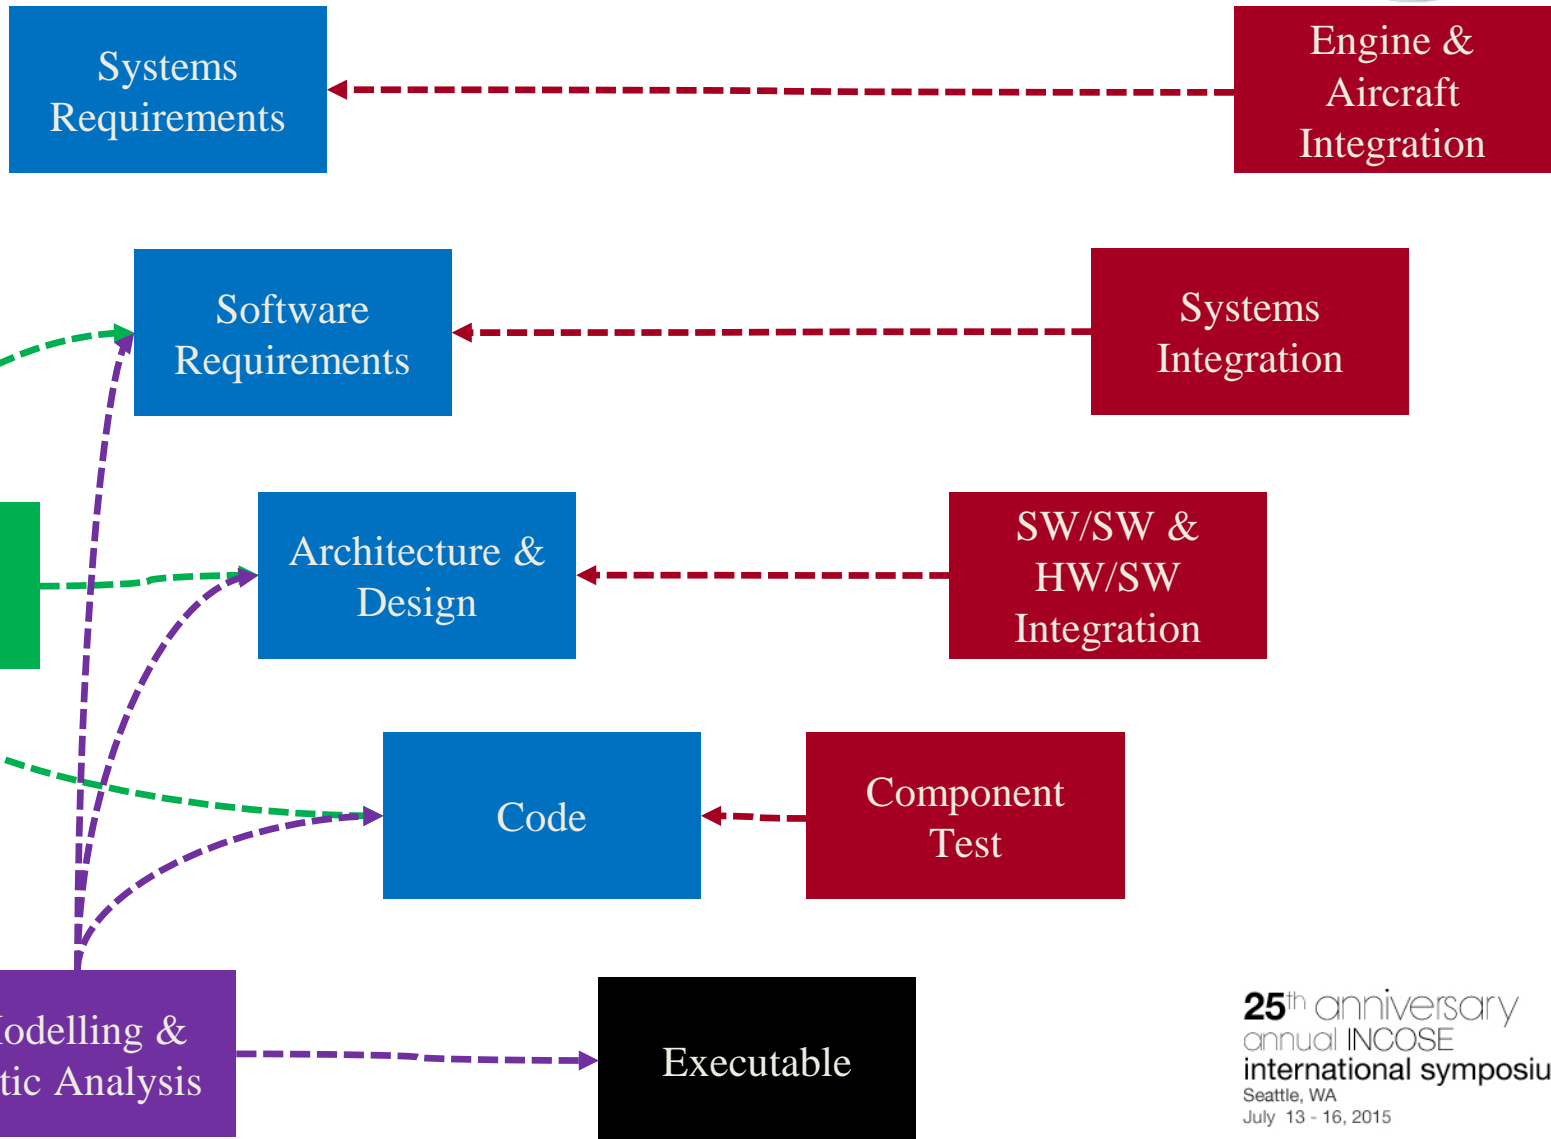 Systems
Requirements
Engine &
Aircraft
Integration
Software
Requirements
Systems
Integration
Architecture &
Design
SW/SW &
HW/SW
Integration
Code
Component
Test
odelling &
tic Analysis
Executable
25th anniversary
annual INCOSE
international symposiu
Seattle, WA
July 13 - 16, 2015